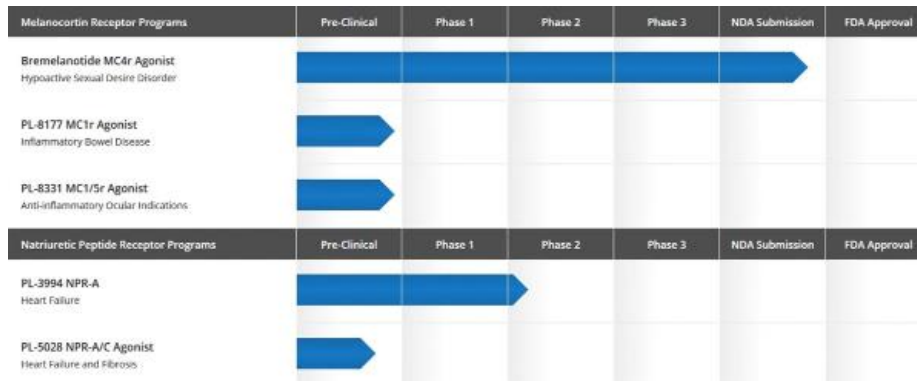 Melanocortin Receptor Programs Pre-Clinical Phase 1 Phase 2 Phase 3 NDA Submission FDA Approval
Bremelanotide MC4r Agonist
Hypoactive Sexual Desire Disorder
PL-8177 MC1r Agonist
Inflammatory Bowel Disease
PL-8331 MC1/5r Agonist
Anti-inflammatory Ocular Indications
Natriuretic Peptide Receptor Programs Pre-Clinical Phase 1 Phase 2 Phase 3 NDA Submission FDA Approval
PL-3994 NPR-A
Heart Failure
PL-5028 NPR-A/C Agonist
Heart Failure and Fibrosis